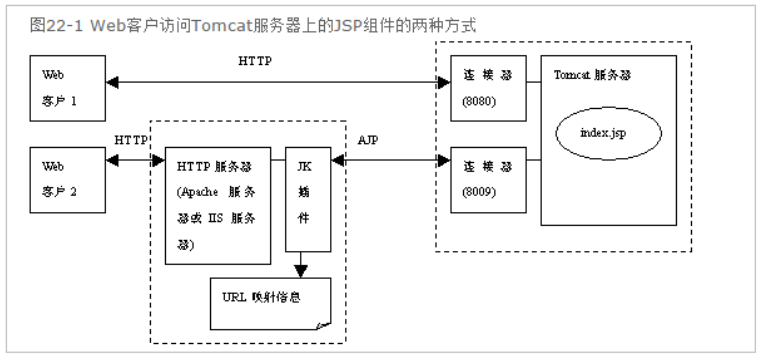 图22-1 Web客户访问Tomcat服务器上的JSP组件的两种方式
Web
客户 1
HTTP
连接器
(8080)
Tomcat 服务器
index.jsp
Web
客户 2
HTTP
HTTP 服务器
(Apache 服务
器或 IIS 服务
器)
JK
插
件
AJP
连接器
(8009)
URL 映射信息